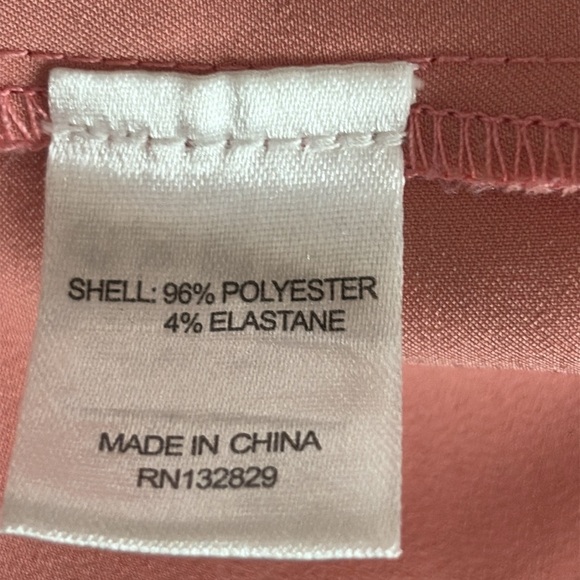 SHELL: 96% POLYESTER
4% ELASTANE
MADE IN CHINA
RN132829